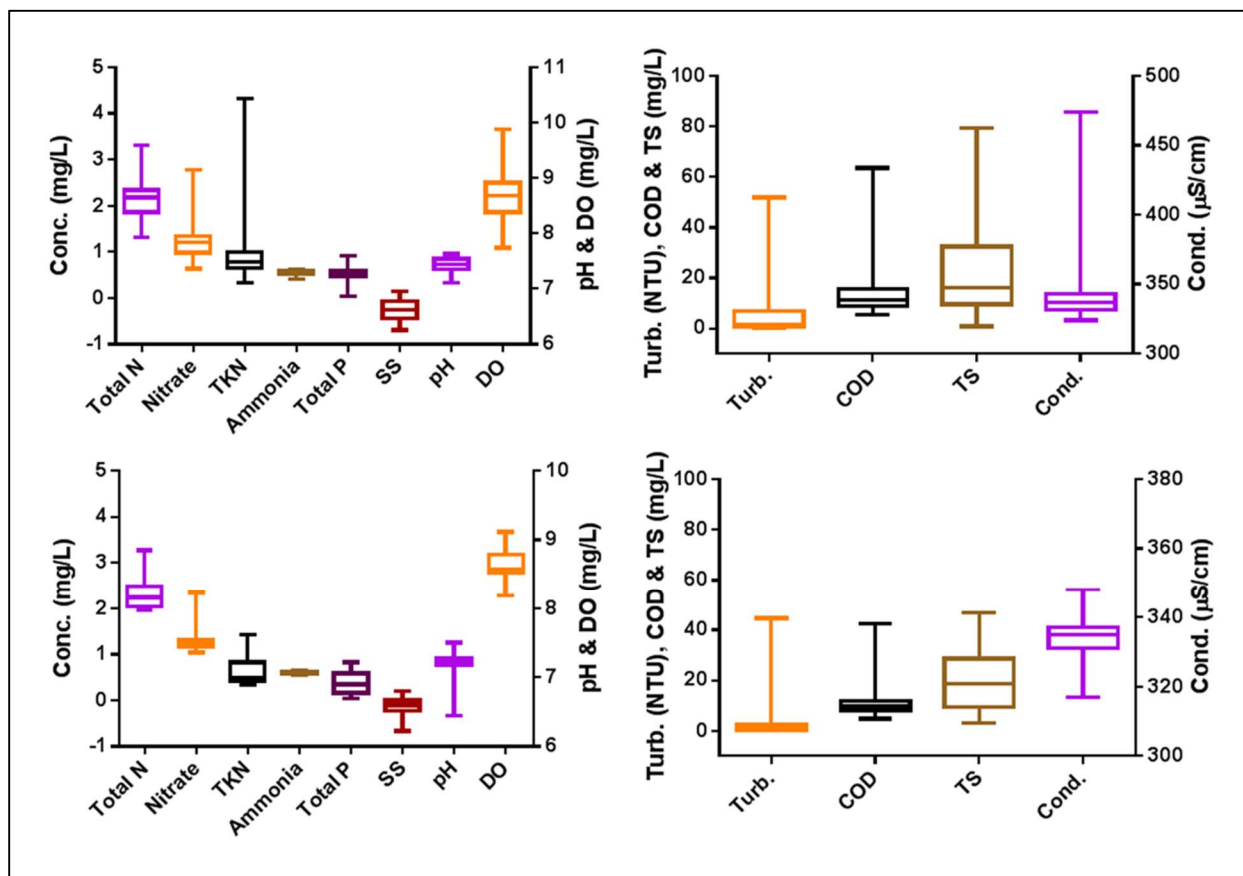 Conc. (mg/L)
5
4
3
2
1
0
-1
11
10
9
8
7
6
pH & DO (mg/L)
Total N
Nitrate
TKN
Ammonia
Total P
SS
pH
DO
Turb. (NTU), COD & TS (mg/L)
100
80
60
40
20
0
500
450
400
350
300
Cond. (µS/cm)
Turb.
COD
TS
Cond.
Conc. (mg/L)
5
4
3
2
1
0
-1
10
9
8
7
6
pH & DO (mg/L)
Total N
Nitrate
TKN
Ammonia
Total P
SS
pH
DO
Turb. (NTU), COD & TS (mg/L)
100
80
60
40
20
0
380
360
340
320
300
Cond. (µS/cm)
Turb.
COD
TS
Cond.